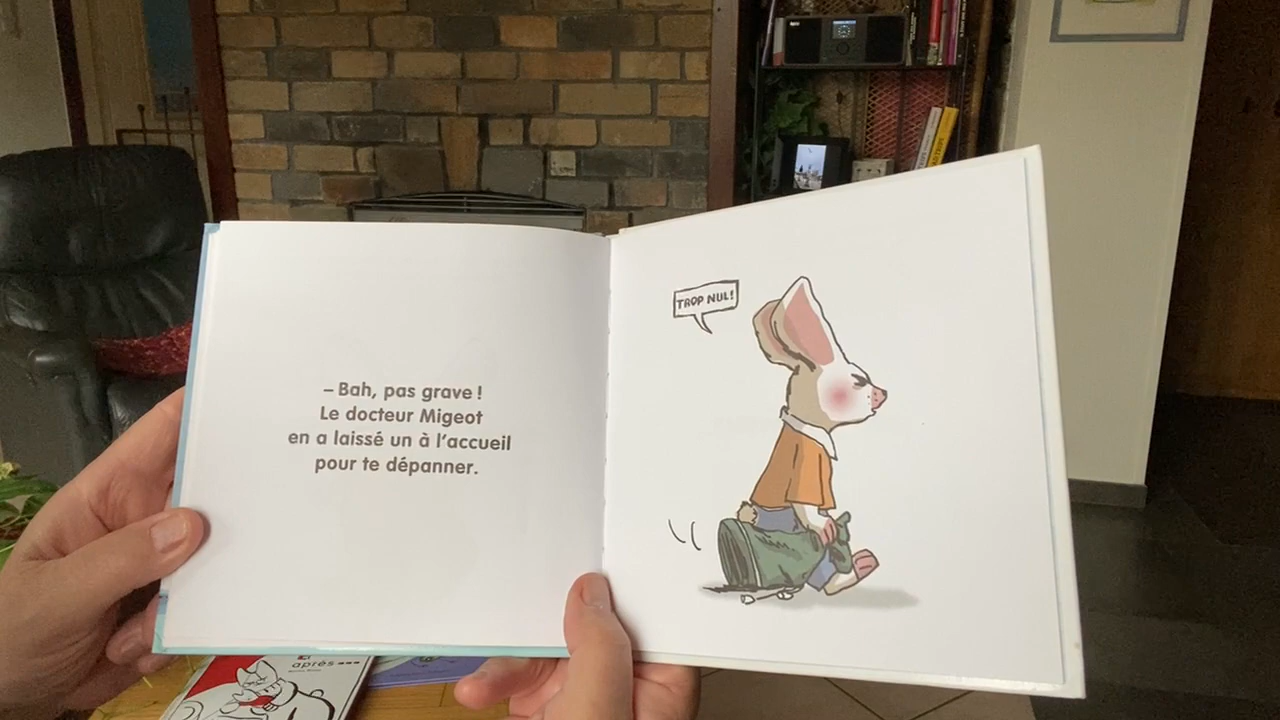 – Bah, pas grave !
Le docteur Migeot
en a laissé un à l’accueil
pour te dépanner.
TROP NUL!
après...